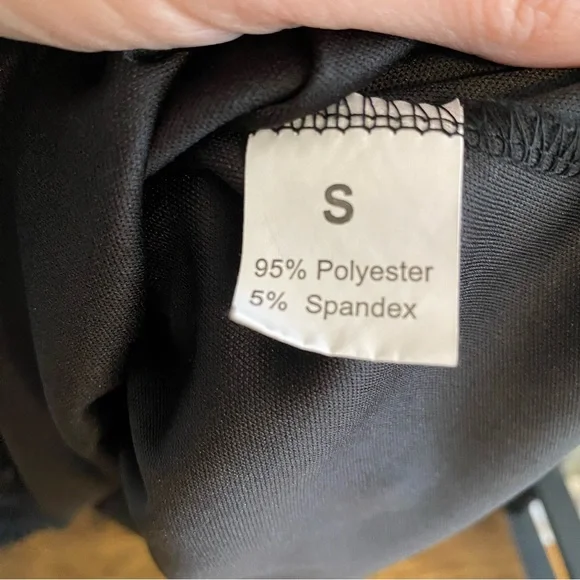 S
95% Polyester
5% Spandex